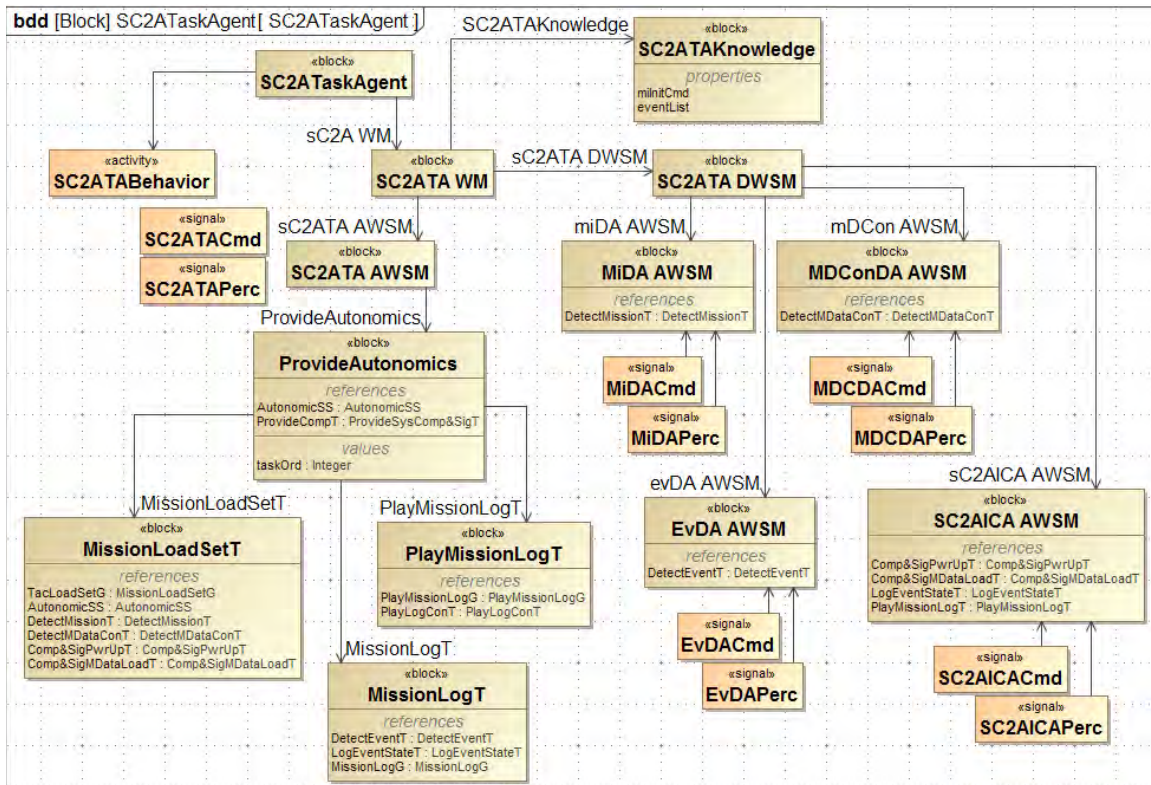 bdd [Block] SC2ATaskAgent[ SC2ATaskAgent ]
«block»
SC2ATaskAgent
SC2ATAKnowledge
«block»
SC2ATAKnowledge
properties
miInitCmd
eventList
«activity»
SC2ATABehavior
«signal»
SC2ATACmd
«signal»
SC2ATAPerc
sC2A WM
«block»
SC2ATA WM
sC2ATA DWSM
«block»
SC2ATA DWSM
sC2ATA AWSM
«block»
SC2ATA AWSM
miDA AWSM
«block»
MiDA AWSM
references
DetectMissionT : DetectMissionT
«signal»
MiDACmd
«signal»
MiDAPerc
mDCon AWSM
«block»
MDConDA AWSM
references
DetectMDataConT : DetectMDataConT
«signal»
MDCDACmd
«signal»
MDCDAPerc
ProvideAutonomics
«block»
ProvideAutonomics
references
AutonomicSS : AutonomicSS
ProvideCompT : ProvideSysComp&SigT
values
taskOrd : Integer
MissionLoadSetT
«block»
MissionLoadSetT
references
TacLoadSetG : MissionLoadSetG
AutonomicSS : AutonomicSS
DetectMissionT : DetectMissionT
DetectMDataConT : DetectMDataConT
Comp&SigPwrUpT : Comp&SigPwrUpT
Comp&SigMDataLoadT : Comp&SigMDataLoadT
PlayMissionLogT
«block»
PlayMissionLogT
references
PlayMissionLogG : PlayMissionLogG
PlayLogConT : PlayLogConT
MissionLogT
«block»
MissionLogT
references
DetectEventT : DetectEventT
LogEventStateT : LogEventStateT
MissionLogG : MissionLogG
evDA AWSM
«block»
EvDA AWSM
references
DetectEventT : DetectEventT
«signal»
EvDACmd
«signal»
EvDAPerc
sC2AICA AWSM
«block»
SC2AICA AWSM
references
Comp&SigPwrUpT : Comp&SigPwrUpT
Comp&SigMDataLoadT : Comp&SigMDataLoadT
LogEventStateT : LogEventStateT
PlayMissionLogT : PlayMissionLogT
«signal»
SC2AICACmd
«signal»
SC2AICAPerc